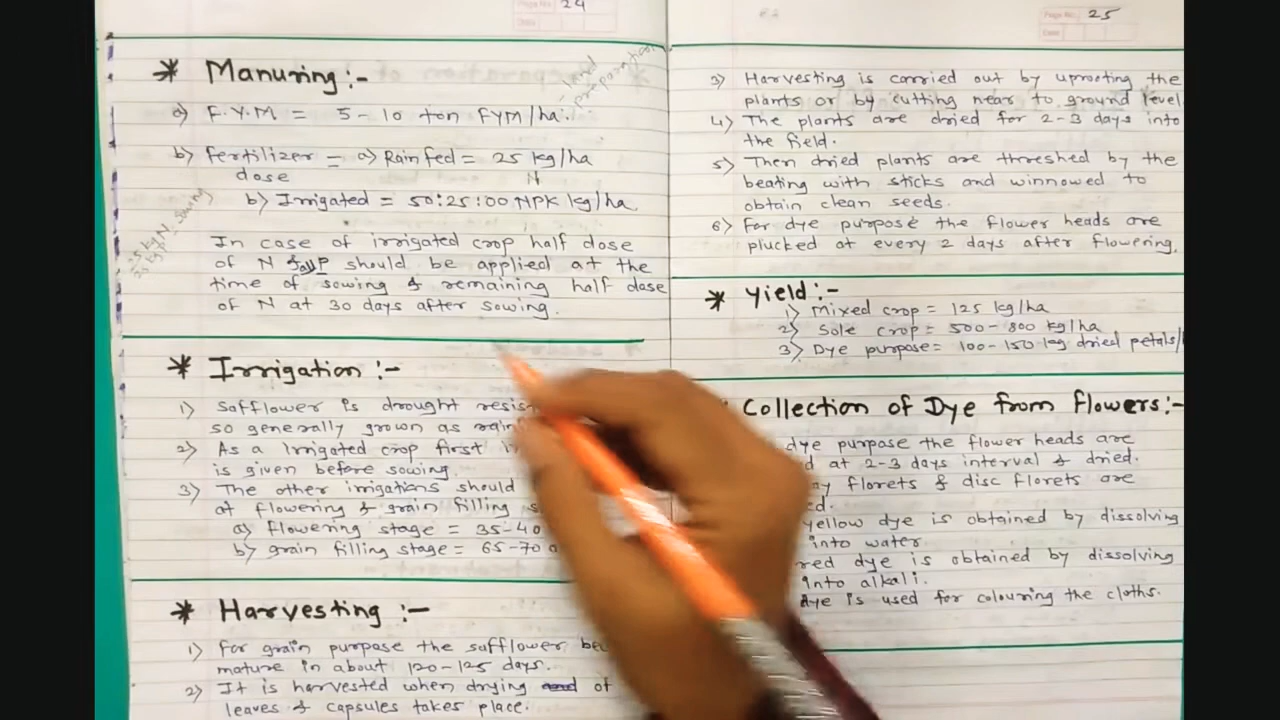 Page No. 24
Date
* Manuring :-
a) F.Y.M = 5-10 ton FYM/ha.
- land preparation
b) fertilizer = a) Rainfed = 25 kg/ha
dose N
b) Irrigated = 50:25:00 NPK kg/ha
25 kg N sowing
In case of irrigated crop half dose
of N & all P should be applied at the
time of sowing & remaining half dose
of N at 30 days after sowing.
* Irrigation :-
1) Safflower is drought
so generally grown as
2) As a Irrigated crop first
is given before sowing.
3) The other irrigations should
at flowering & grain filling
a) flowering stage = 35-40
b) grain filling stage = 65-70
* Harvesting :-
1) For grain purpose the safflower
mature in about 120-125 days.
2) It is harvested when drying of
leaves & capsules takes place.
Page No. 25
Date
3) Harvesting is carried out by uprooting the
plants or by cutting near to ground level
4) The plants are dried for 2-3 days into
the field.
5) Then dried plants are threshed by the
beating with sticks and winnowed to
obtain clean seeds.
6) For dye purpose the flower heads are
plucked at every 2 days after flowering.
* Yield :-
1) Mixed crop = 125 kg/ha
2) Sole crop = 500-800 kg/ha
3) Dye purpose = 100-150 kg dried petals/
Collection of Dye from flowers :-
dye purpose the flower heads are
at 2-3 days interval & dried.
florets & disc florets are
yellow dye is obtained by dissolving
into water
red dye is obtained by dissolving
into alkali.
dye is used for colouring the cloths.